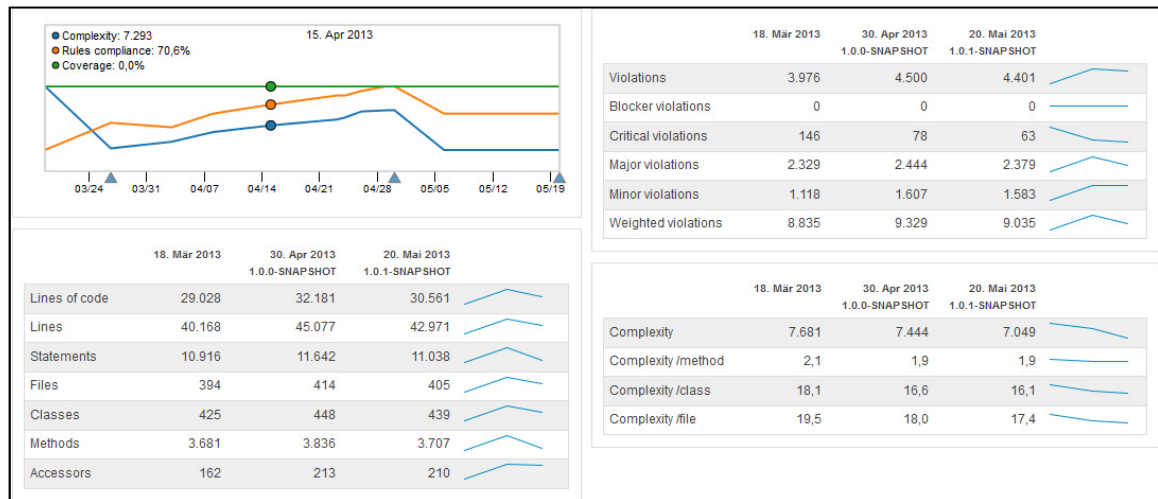 Complexity: 7.293 15. Apr 2013
Rules compliance: 70,6%
Coverage: 0,0%
03/24 03/31 04/07 04/14 04/21 04/28 05/05 05/12 05/19
18. Mär 2013 30. Apr 2013 20. Mai 2013
1.0.0-SNAPSHOT 1.0.1-SNAPSHOT
Lines of code 29.028 32.181 30.561
Lines 40.168 45.077 42.971
Statements 10.916 11.642 11.038
Files 394 414 405
Classes 425 448 439
Methods 3.681 3.836 3.707
Accessors 162 213 210
18. Mär 2013 30. Apr 2013 20. Mai 2013
1.0.0-SNAPSHOT 1.0.1-SNAPSHOT
Violations 3.976 4.500 4.401
Blocker violations 0 0 0
Critical violations 146 78 63
Major violations 2.329 2.444 2.379
Minor violations 1.118 1.607 1.583
Weighted violations 8.835 9.329 9.035
18. Mär 2013 30. Apr 2013 20. Mai 2013
1.0.0-SNAPSHOT 1.0.1-SNAPSHOT
Complexity 7.681 7.444 7.049
Complexity /method 2,1 1,9 1,9
Complexity /class 18,1 16,6 16,1
Complexity /file 19,5 18,0 17,4